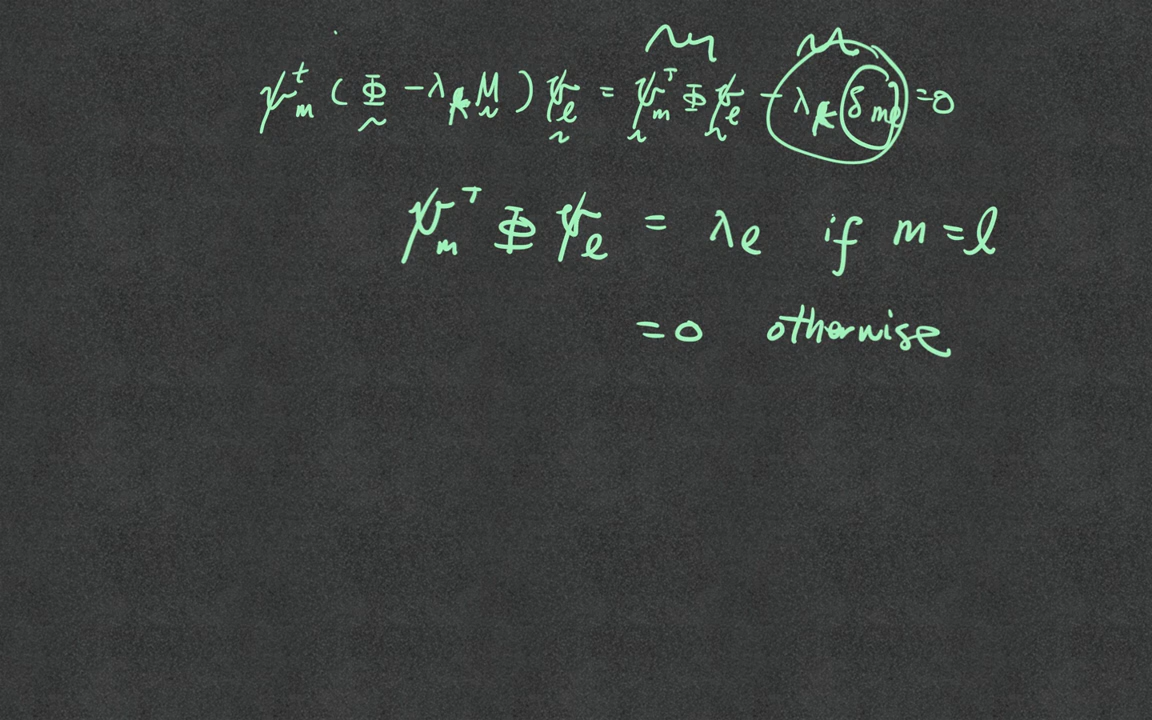 ψ_m^t ( Φ - λ_k M ) ψ_l = ψ_m^T Φ ψ_l - λ_k δ_ml = 0
ψ_m^T Φ ψ_l = λ_l if m = l
= 0 otherwise